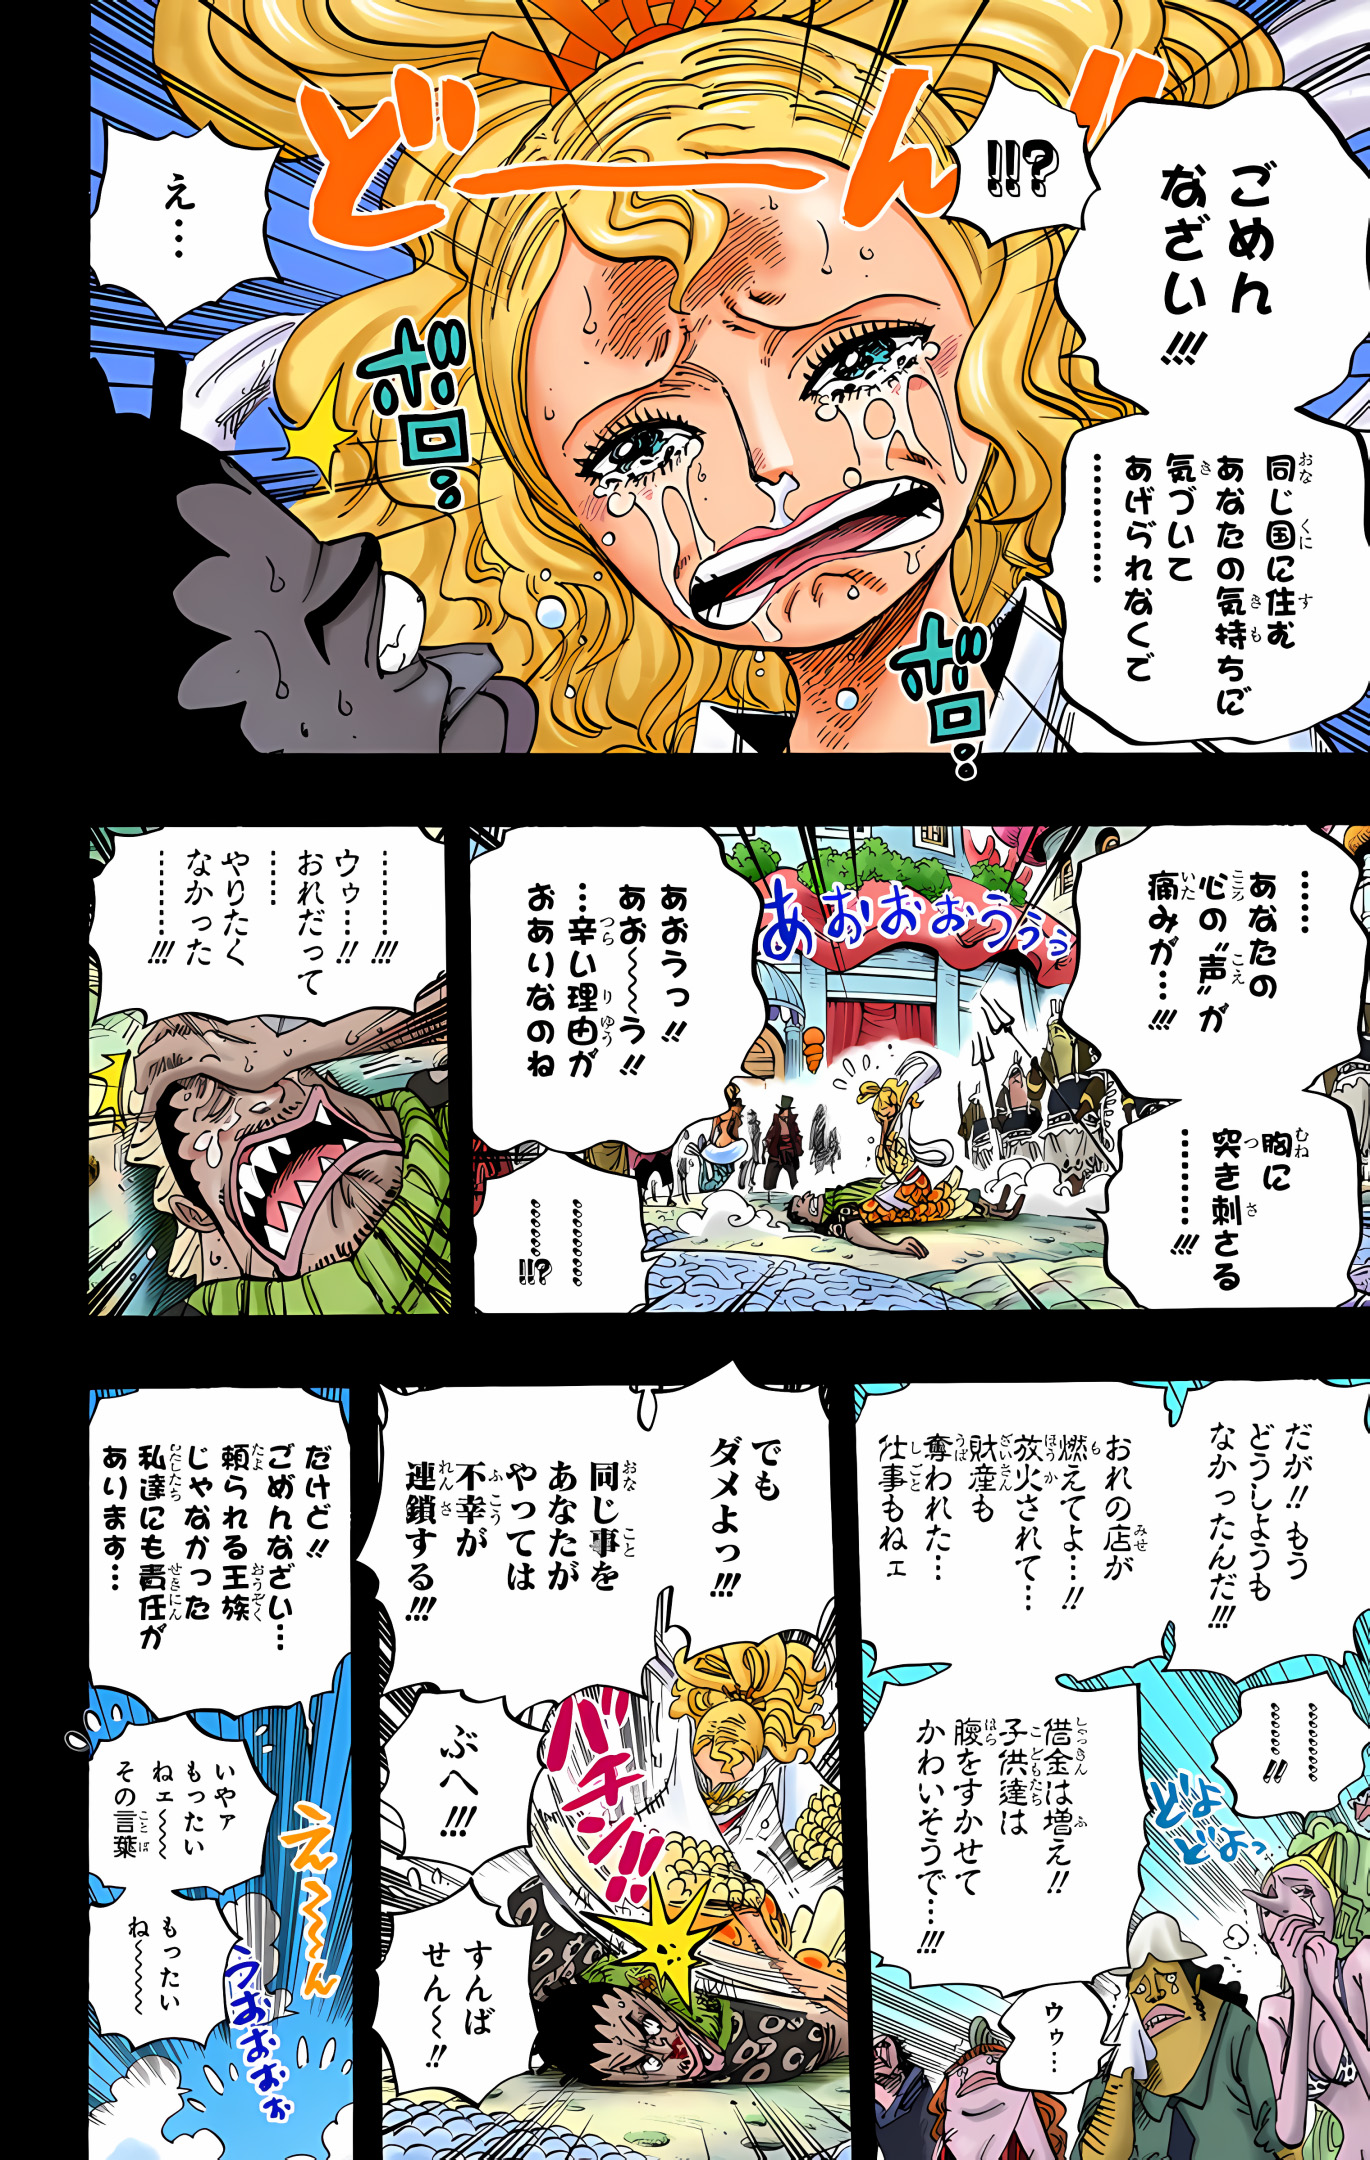 ごめん
なざい!!!
!!?
ど――ん
え…
同じ国に住む
あなたの気持ちに゛
気づいて
あげられなくで
…………
ボロ
ボロ
……
あなたの
心の〝声〟が
痛みが…!!!
胸に
突き刺さる
…………!!!
あおおおおううぅ
あおうっ!!
あお〜〜う!!
…辛い理由が
おありなのね
…………
………!!?
…………!!!
ウゥ…!!
おれだって
……
やりたく
なかった
………!!!
だが!! もう
どうしようも
なかったんだ!!!
おれの店が
燃えてよ…!!
放火されて…
財産も
奪われた…
仕事もねェ
…………
………!!
借金は増え!!
子供達は
腹をすかせて
かわいそうで…!!!
どよ
どよっ
ウゥ…
でも
ダメよっ!!!
同じ事を
あなたが
やっては
不幸が
連鎖する!!!
バチン!!
ぶへ!!!
すんば
せん〜!!
だけど!!
ごめんなざい…
頼られる王族
じゃなかった
私達にも責任が
あります…
いやァ
もったい
ねェ〜〜
その言葉
もったい
ね〜〜〜
え〜〜ん
うおおおぉ